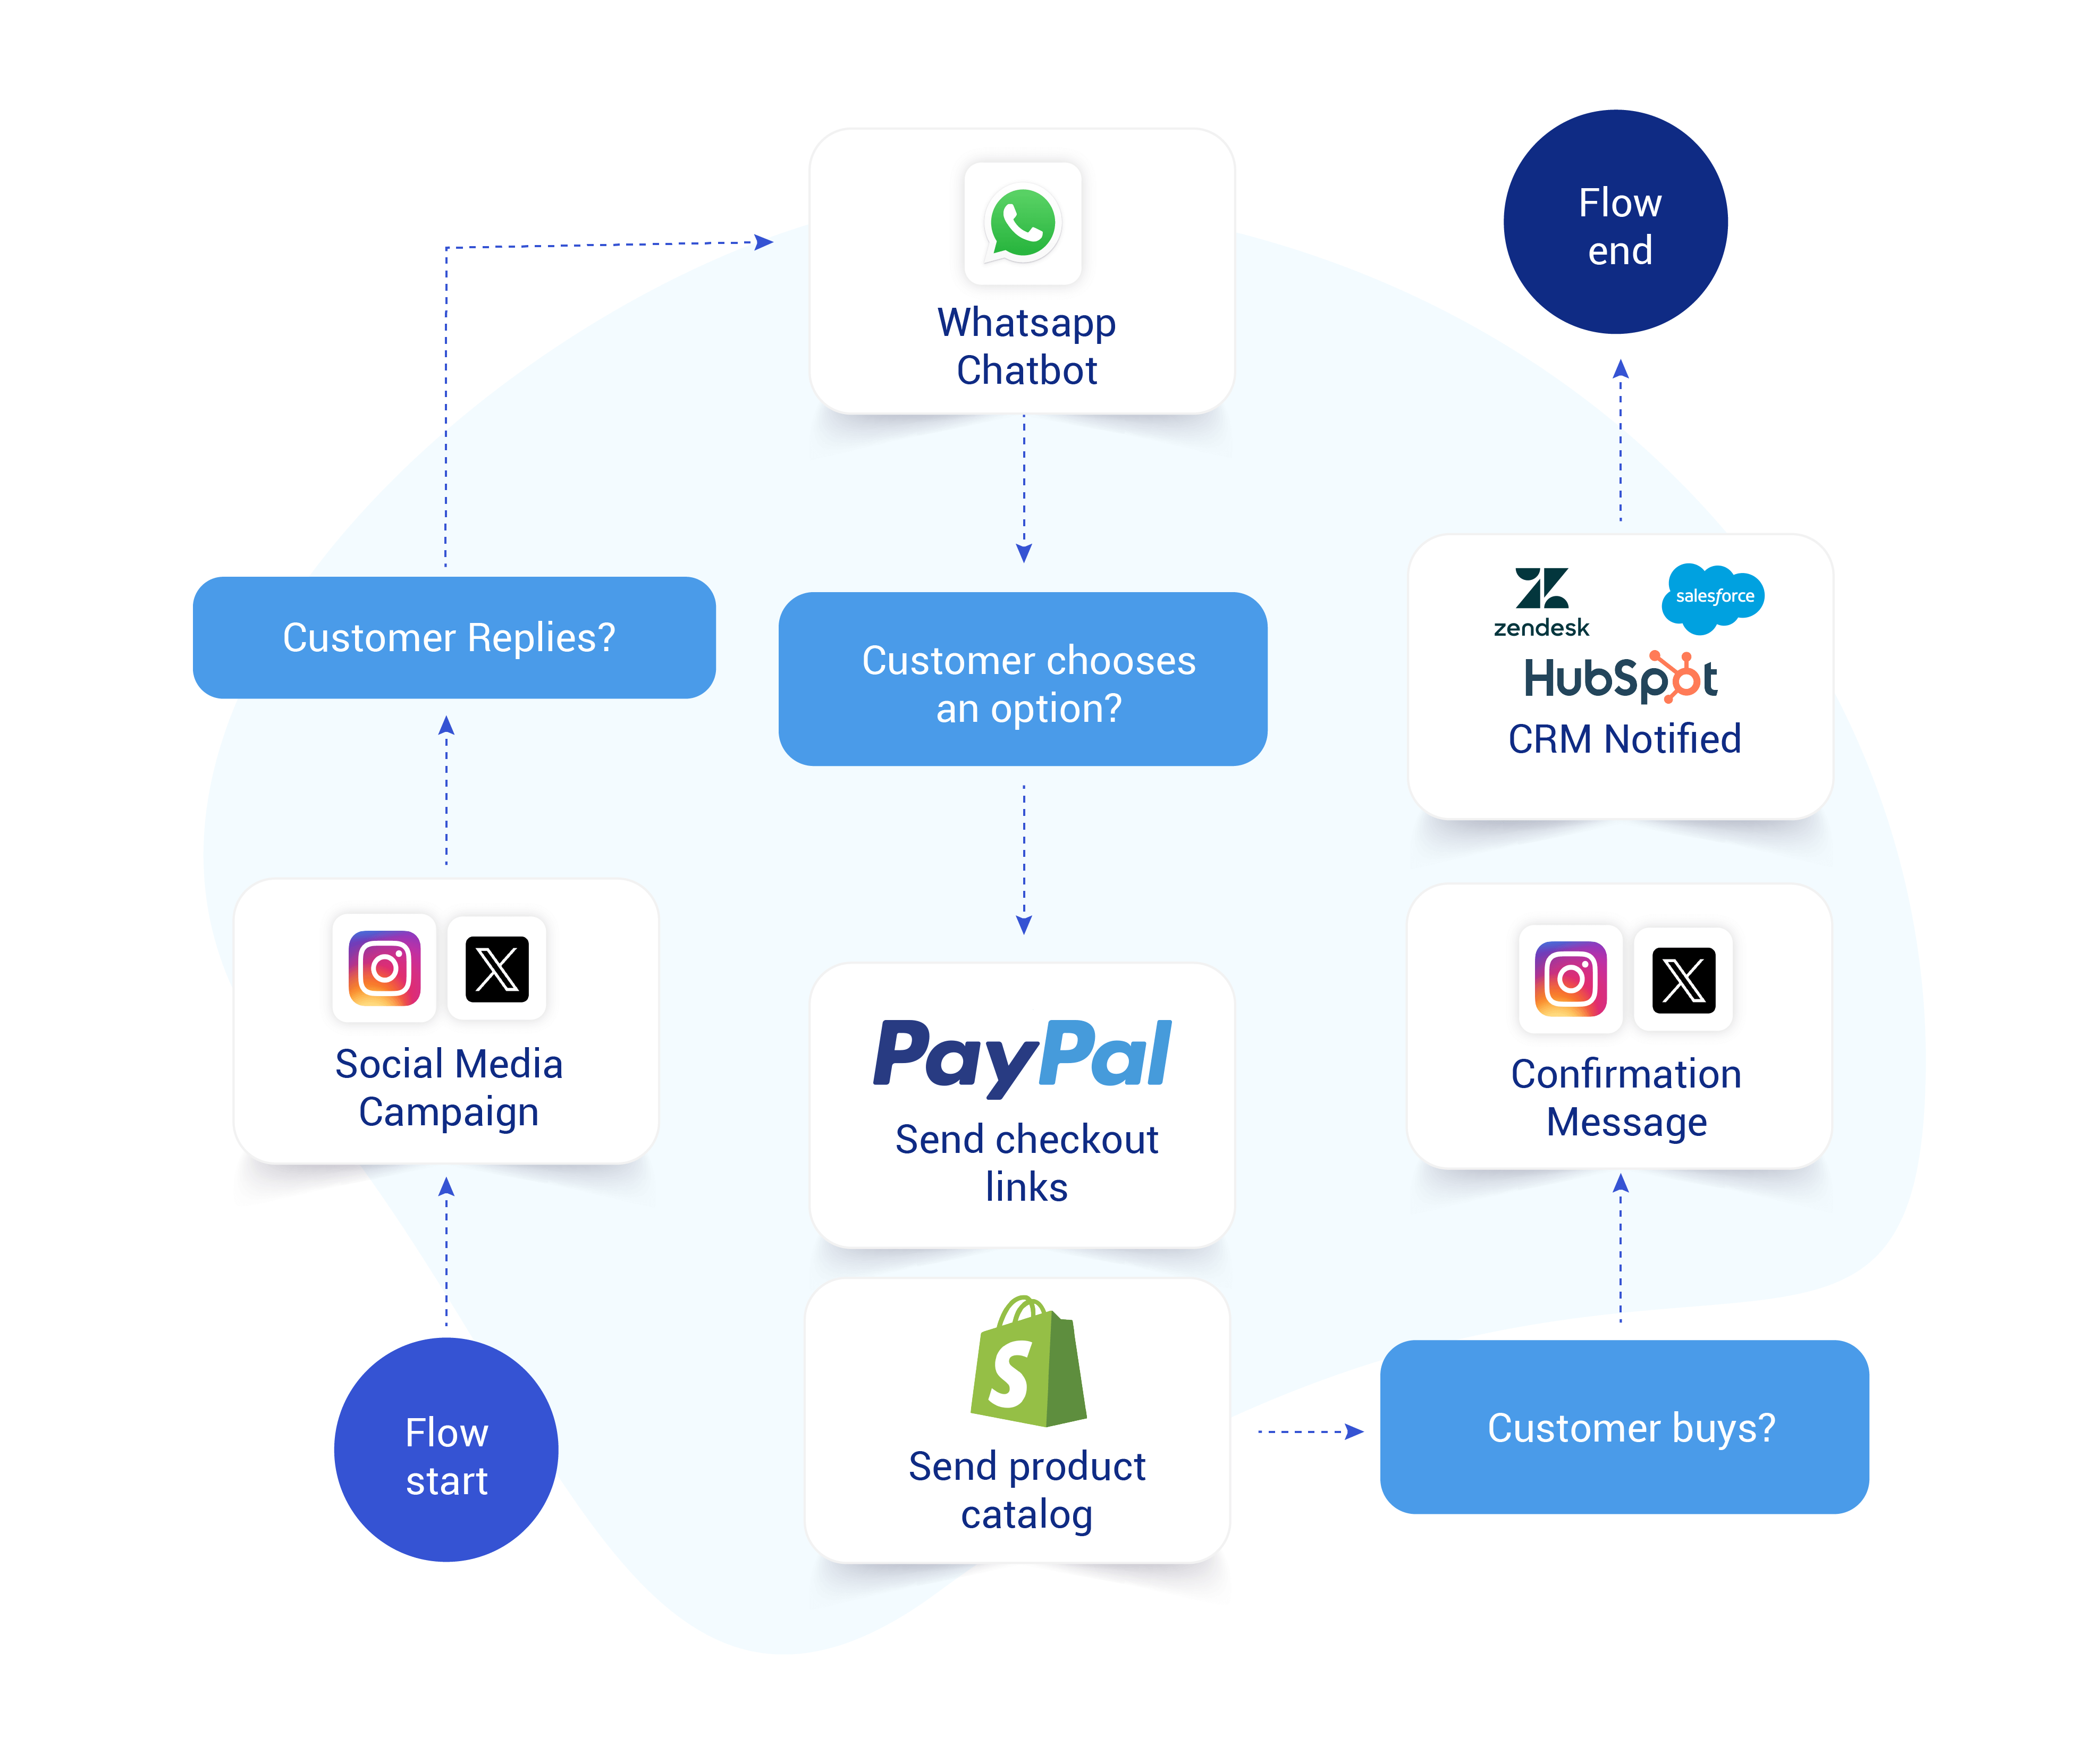 Flow
start
Social Media
Campaign
Customer Replies?
Whatsapp
Chatbot
Customer chooses
an option?
PayPal
Send checkout
links
S
Send product
catalog
Customer buys?
Confirmation
Message
zendesk
salesforce
HubSpot
CRM Notified
Flow
end